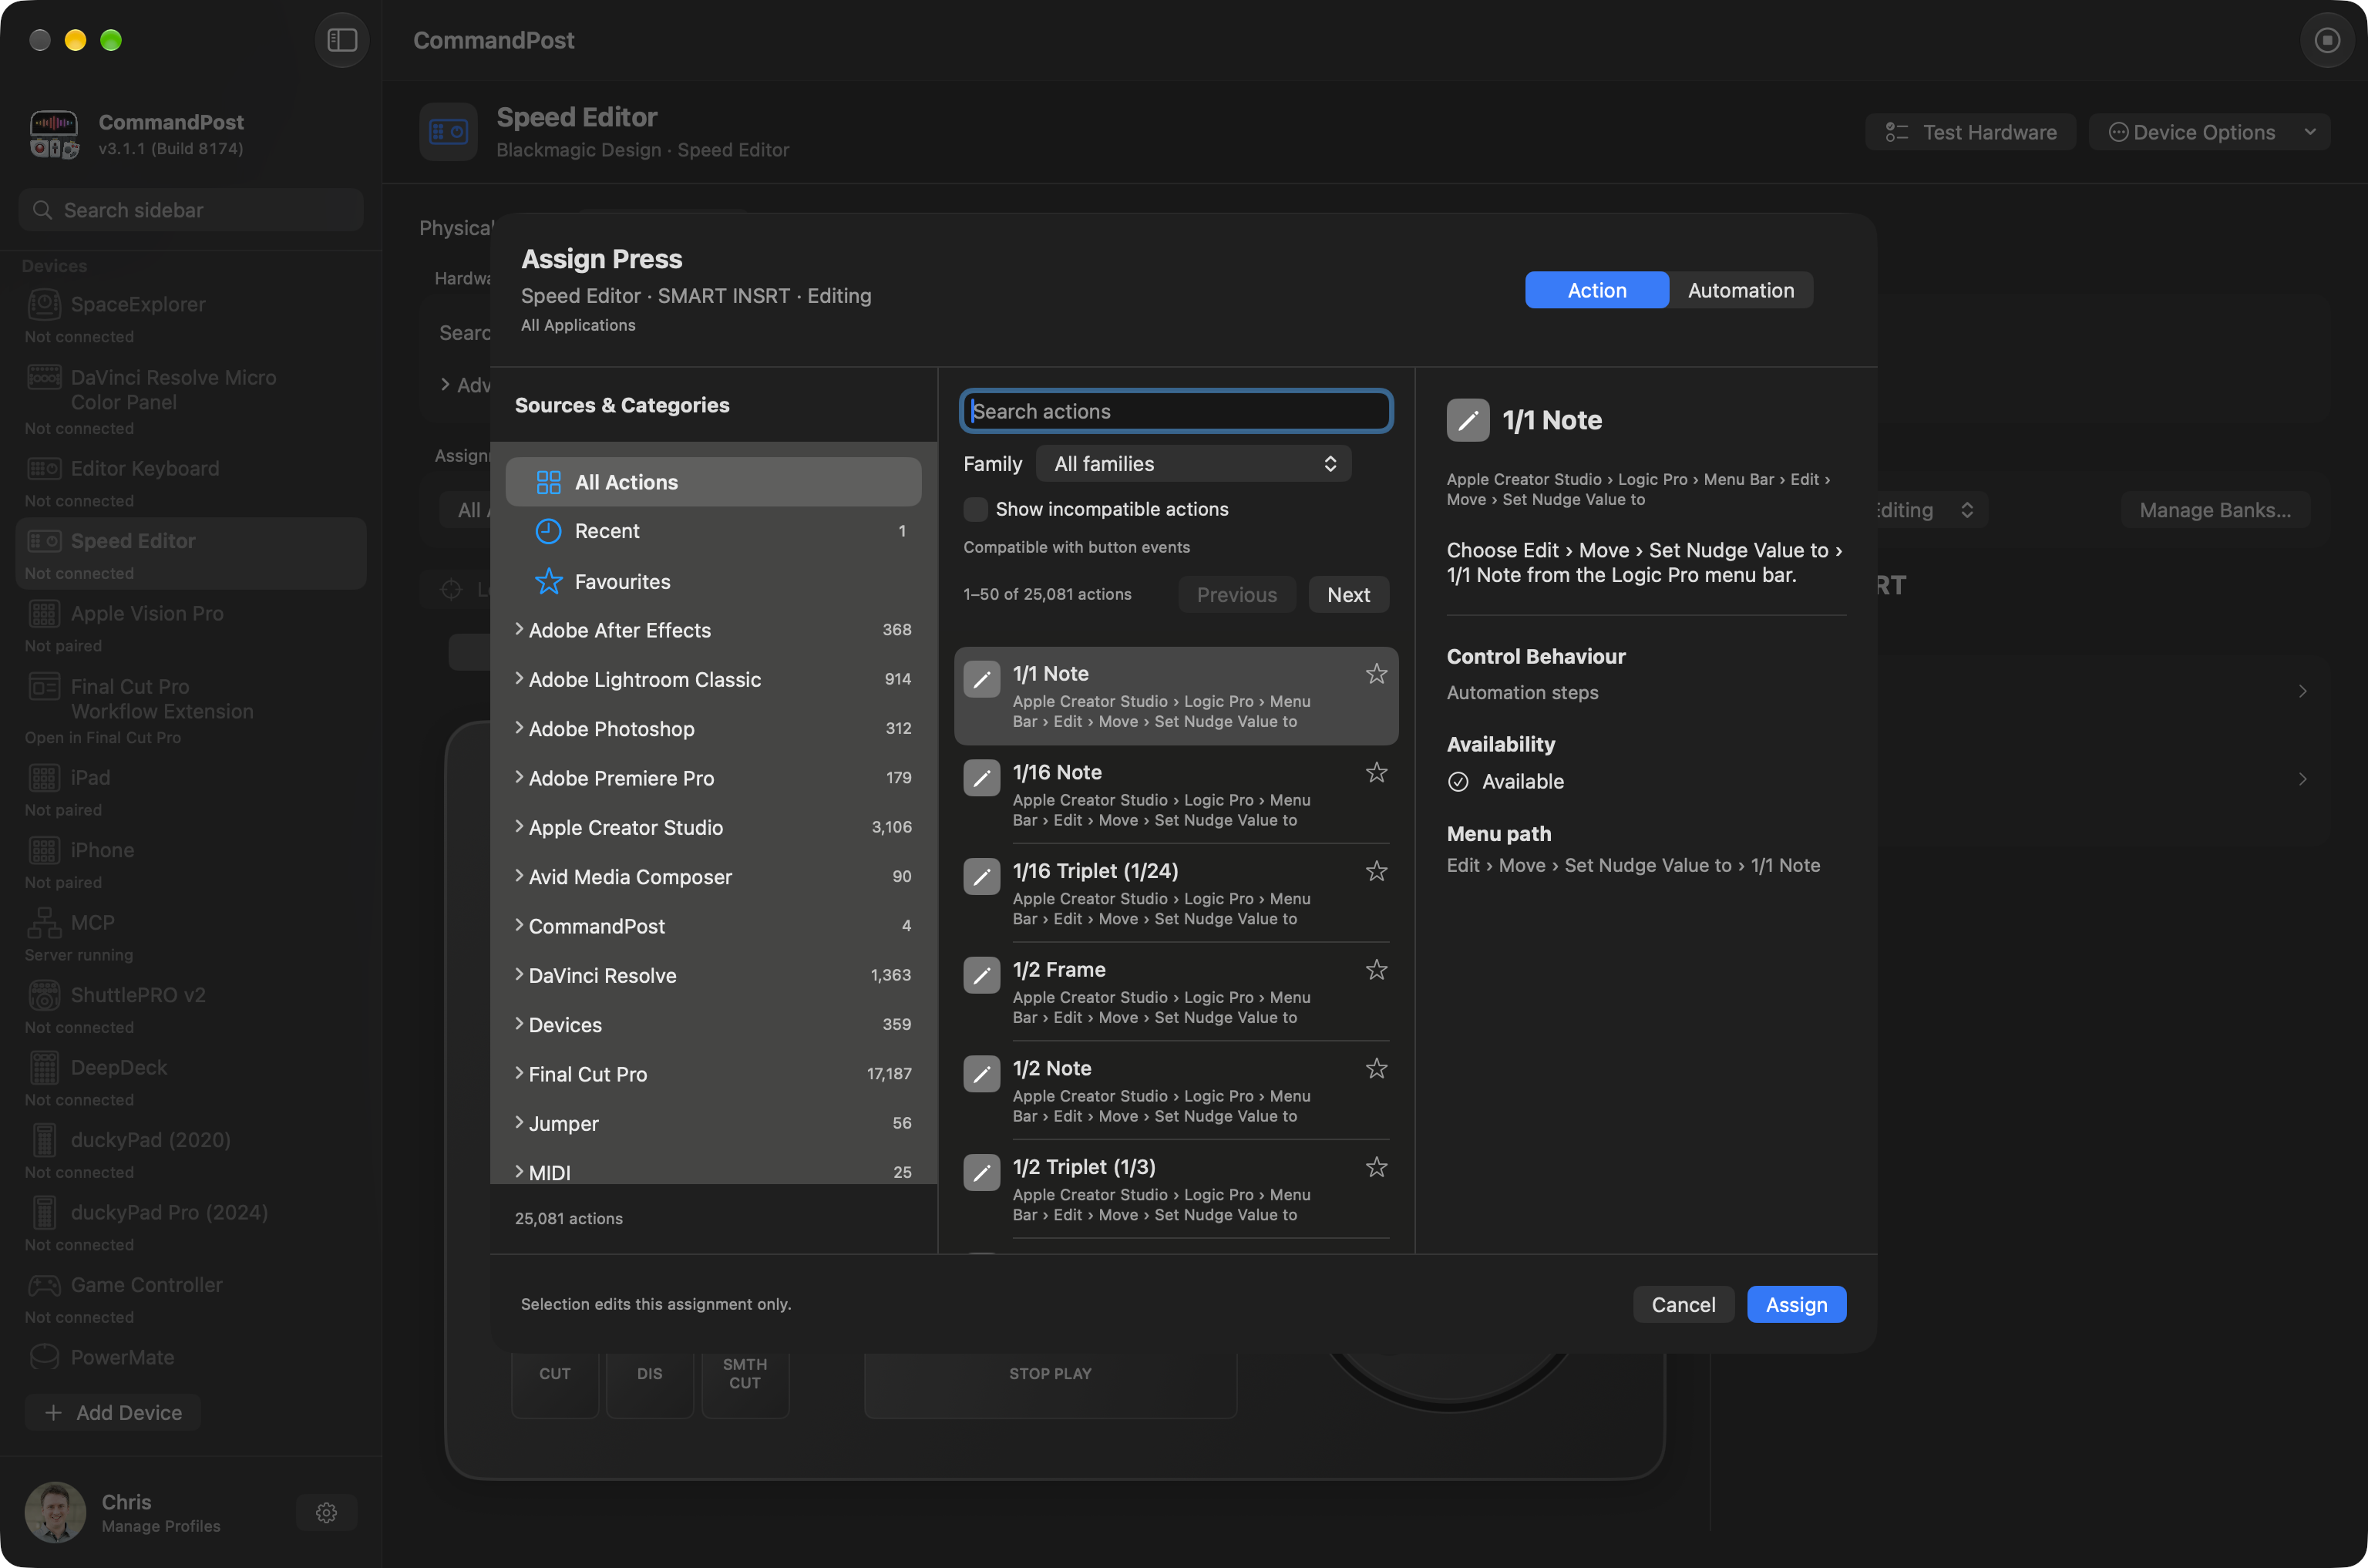 CommandPost
CommandPost
v3.1.1 (Build 8174)
Search sidebar
Devices
SpaceExplorer
Not connected
DaVinci Resolve Micro
Color Panel
Not connected
Editor Keyboard
Not connected
Speed Editor
Not connected
Apple Vision Pro
Not paired
Final Cut Pro
Workflow Extension
Open in Final Cut Pro
iPad
Not paired
iPhone
Not paired
MCP
Server running
ShuttlePRO v2
Not connected
DeepDeck
Not connected
duckyPad (2020)
Not connected
duckyPad Pro (2024)
Not connected
Game Controller
Not connected
PowerMate
Add Device
Chris
Manage Profiles
Speed Editor
Blackmagic Design · Speed Editor
Test Hardware
Device Options
Manage Banks...
Assign Press
Speed Editor · SMART INSRT · Editing
All Applications
Action
Automation
Sources & Categories
All Actions
Recent 1
Favourites
Adobe After Effects 368
Adobe Lightroom Classic 914
Adobe Photoshop 312
Adobe Premiere Pro 179
Apple Creator Studio 3,106
Avid Media Composer 90
CommandPost 4
DaVinci Resolve 1,363
Devices 359
Final Cut Pro 17,187
Jumper 56
MIDI 25
25,081 actions
Search actions
Family All families
Show incompatible actions
Compatible with button events
1–50 of 25,081 actions
Previous
Next
1/1 Note
Apple Creator Studio › Logic Pro › Menu
Bar › Edit › Move › Set Nudge Value to
1/16 Note
Apple Creator Studio › Logic Pro › Menu
Bar › Edit › Move › Set Nudge Value to
1/16 Triplet (1/24)
Apple Creator Studio › Logic Pro › Menu
Bar › Edit › Move › Set Nudge Value to
1/2 Frame
Apple Creator Studio › Logic Pro › Menu
Bar › Edit › Move › Set Nudge Value to
1/2 Note
Apple Creator Studio › Logic Pro › Menu
Bar › Edit › Move › Set Nudge Value to
1/2 Triplet (1/3)
Apple Creator Studio › Logic Pro › Menu
Bar › Edit › Move › Set Nudge Value to
1/1 Note
Apple Creator Studio › Logic Pro › Menu Bar › Edit ›
Move › Set Nudge Value to
Choose Edit › Move › Set Nudge Value to ›
1/1 Note from the Logic Pro menu bar.
Control Behaviour
Automation steps
Availability
Available
Menu path
Edit › Move › Set Nudge Value to › 1/1 Note
Selection edits this assignment only.
Cancel
Assign
CUT
DIS
SMTH
CUT
STOP PLAY